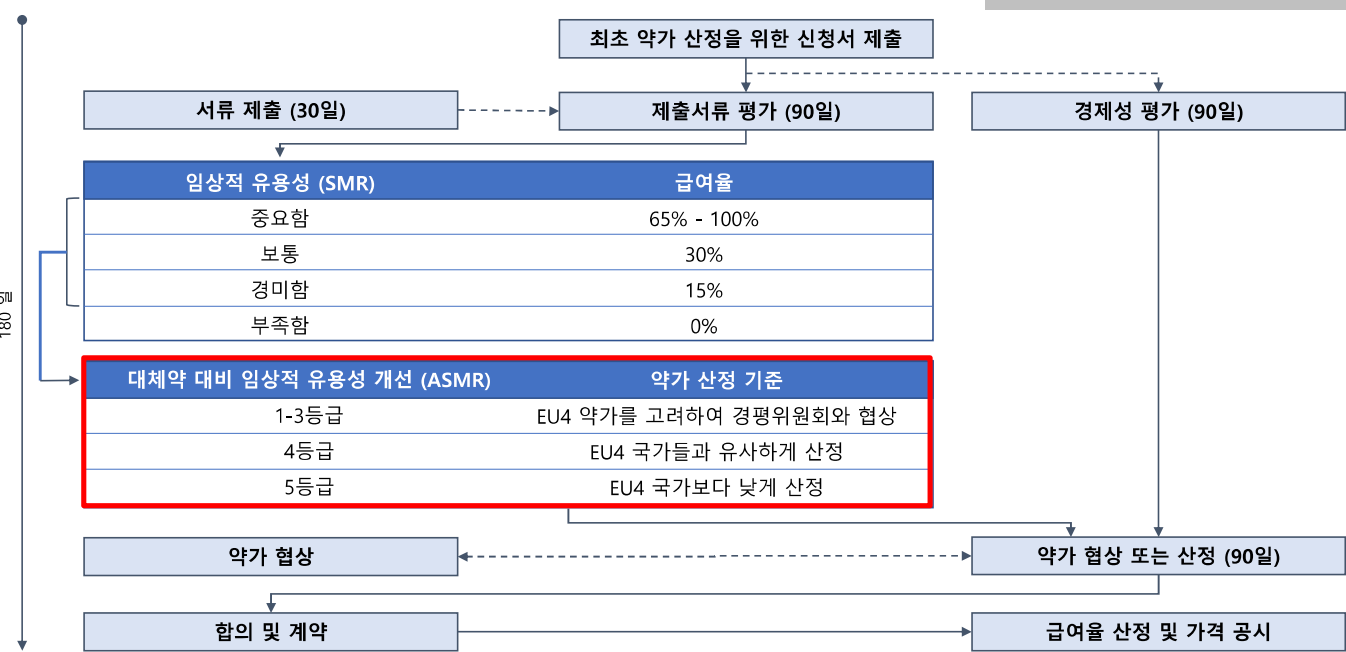 최초 약가 산정을 위한 신청서 제출
서류 제출 (30일)
제출서류 평가 (90일)
경제성 평가 (90일)
임상적 유용성 (SMR) 급여율
중요함 65% - 100%
보통 30%
경미함 15%
부족함 0%
180 일
대체약 대비 임상적 유용성 개선 (ASMR) 약가 산정 기준
1-3등급 EU4 약가를 고려하여 경평위원회와 협상
4등급 EU4 국가들과 유사하게 산정
5등급 EU4 국가보다 낮게 산정
약가 협상
약가 협상 또는 산정 (90일)
합의 및 계약
급여율 산정 및 가격 공시